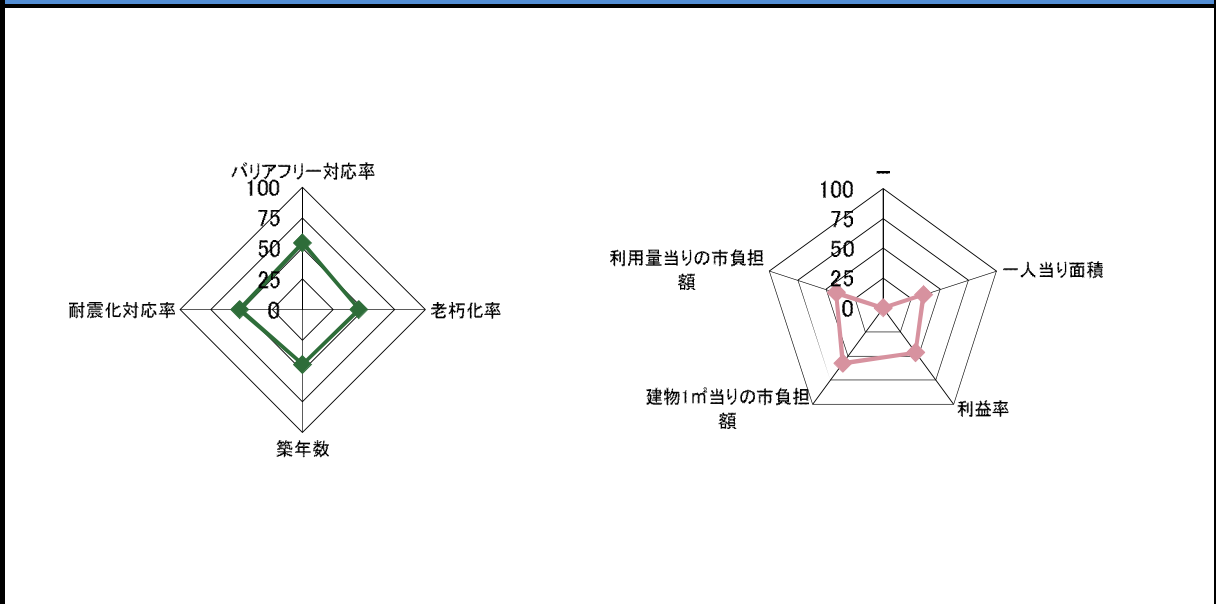 バリアフリー対応率
100
75
50
25
0
耐震化対応率
老朽化率
築年数
ー
100
75
50
25
0
利用量当りの市負担
額
一人当り面積
建物1㎡当りの市負担
額
利益率